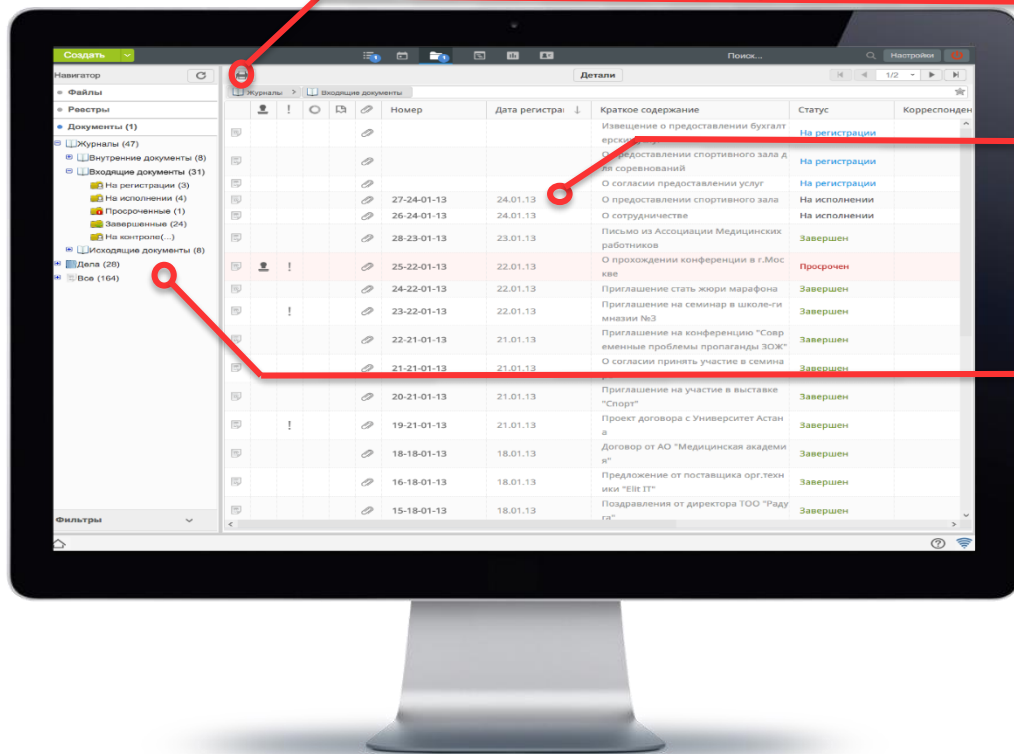 Создать
Поиск...
Настройки
Навигатор
Детали
1/2
Файлы
Журналы > Входящие документы
Реестры
Номер
Дата регистра
Краткое содержание
Статус
Корреспонден
Документы (1)
Журналы (47)
Внутренние документы (8)
Входящие документы (31)
На регистрации (3)
На исполнении (4)
Просроченные (1)
Завершенные (24)
На контроле(...)
Исходящие документы (8)
Дела (28)
Все (164)
Извещение о предоставлении бухгалт
На регистрации
О предоставлении спортивного зала д
ля соревнований
На регистрации
О согласии предоставлении услуг
На регистрации
27-24-01-13 24.01.13 О предоставлении спортивного зала На исполнении
26-24-01-13 24.01.13 О сотрудничестве На исполнении
28-23-01-13 23.01.13 Письмо из Ассоциации Медицинских
работников
Завершен
25-22-01-13 22.01.13 О прохождении конференции в г.Мос
кве
Просрочен
24-22-01-13 22.01.13 Приглашение стать жюри марафона Завершен
23-22-01-13 22.01.13 Приглашение на семинар в школе-ги
мназии №3
Завершен
22-21-01-13 21.01.13 Приглашение на конференцию "Совр
еменные проблемы пропаганды ЗОЖ"
Завершен
21-21-01-13 21.01.13 О согласии принять участие в семина
Завершен
20-21-01-13 21.01.13 Приглашение на участие в выставке
"Спорт"
Завершен
19-21-01-13 21.01.13 Проект договора с Университет Астан
а
Завершен
18-18-01-13 18.01.13 Договор от АО "Медицинская академи
я"
Завершен
16-18-01-13 18.01.13 Предложение от поставщика орг.техн
ики "Elit IT"
Завершен
15-18-01-13 18.01.13 Поздравления от директора ТОО "Раду
га"
Завершен
Фильтры